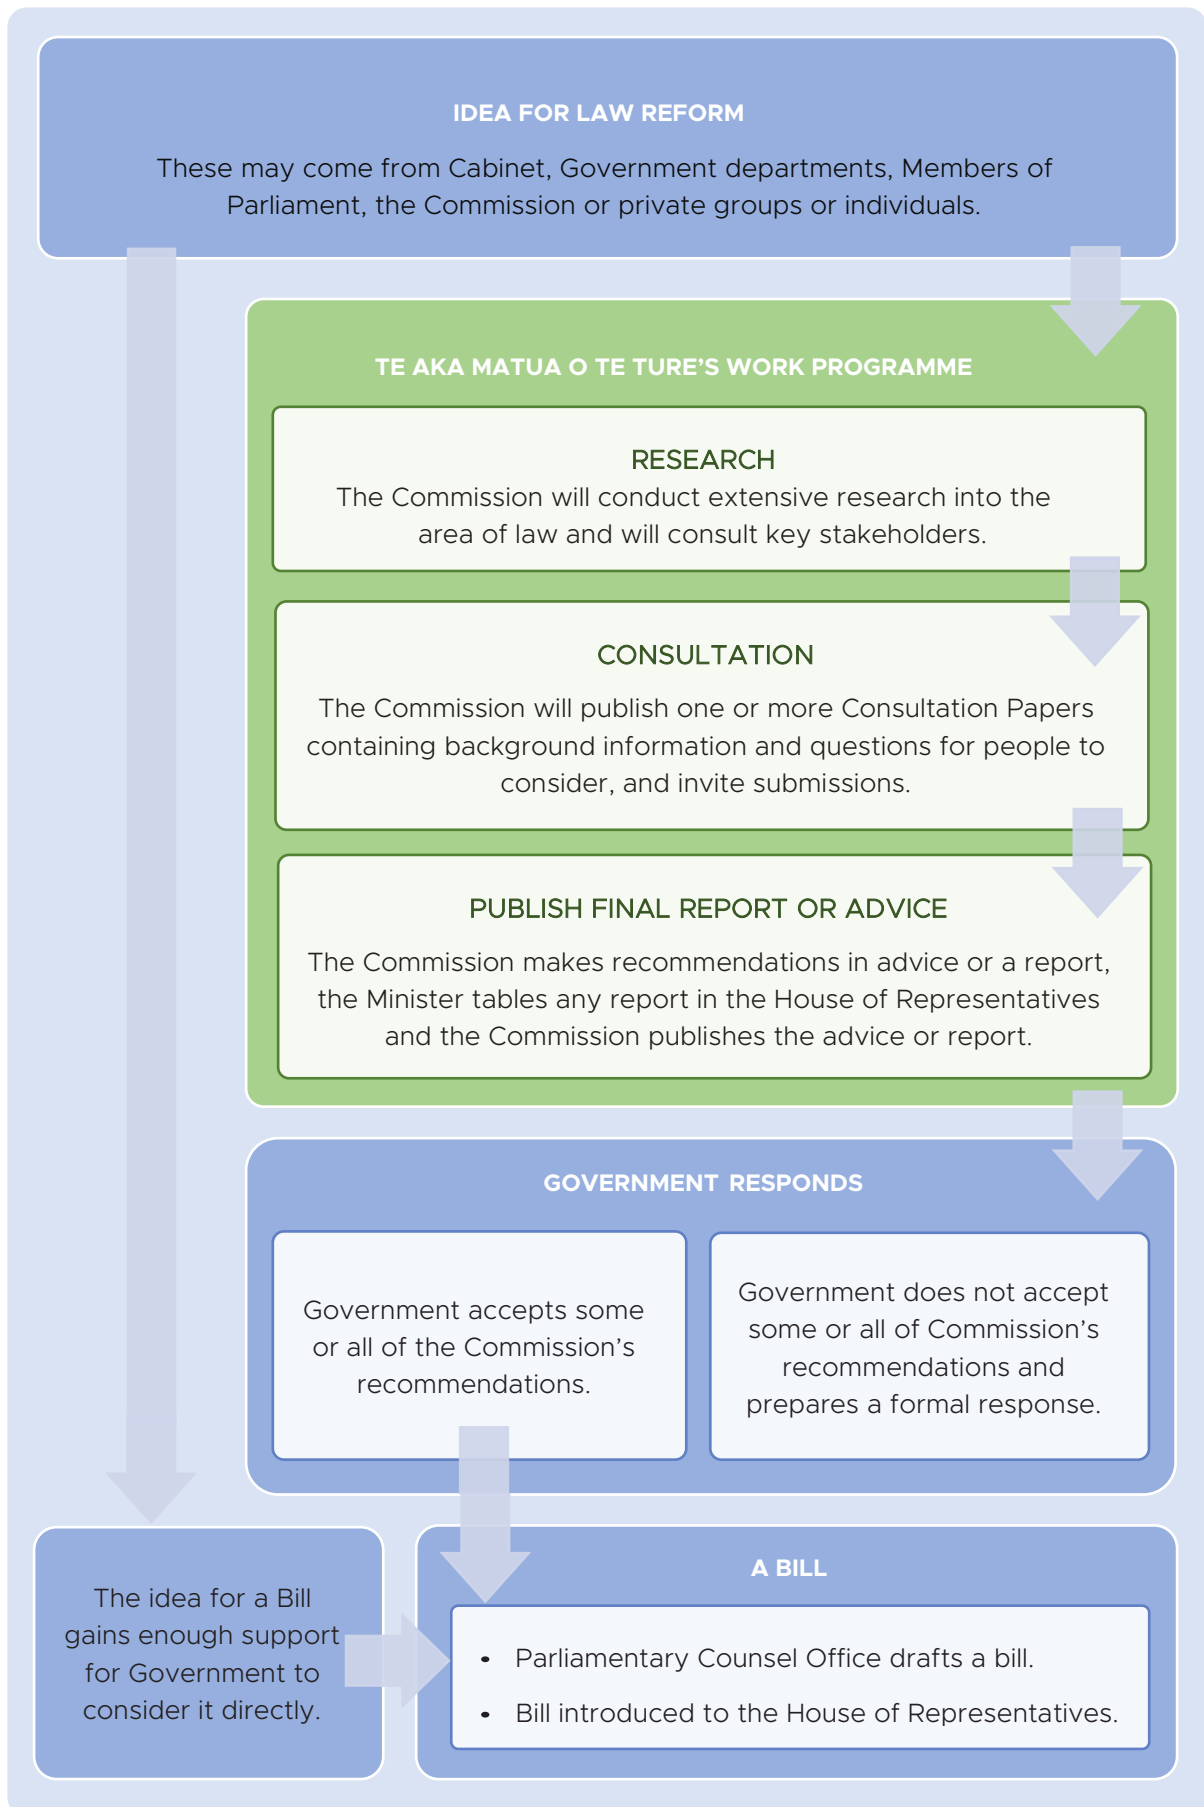 IDEA FOR LAW REFORM
These may come from Cabinet, Government departments, Members of
Parliament, the Commission or private groups or individuals.
TE AKA MATUA O TE TURE’S WORK PROGRAMME
RESEARCH
The Commission will conduct extensive research into the
area of law and will consult key stakeholders.
CONSULTATION
The Commission will publish one or more Consultation Papers
containing background information and questions for people to
consider, and invite submissions.
PUBLISH FINAL REPORT OR ADVICE
The Commission makes recommendations in advice or a report,
the Minister tables any report in the House of Representatives
and the Commission publishes the advice or report.
GOVERNMENT RESPONDS
Government accepts some
or all of the Commission’s
recommendations.
Government does not accept
some or all of Commission’s
recommendations and
prepares a formal response.
The idea for a Bill
gains enough support
for Government to
consider it directly.
A BILL
• Parliamentary Counsel Office drafts a bill.
• Bill introduced to the House of Representatives.